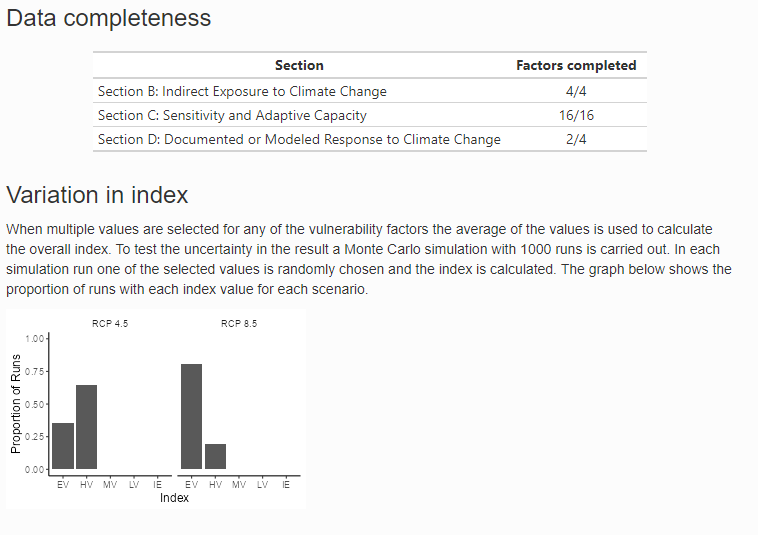 Data completeness
Section Factors completed
Section B: Indirect Exposure to Climate Change 4/4
Section C: Sensitivity and Adaptive Capacity 16/16
Section D: Documented or Modeled Response to Climate Change 2/4
Variation in index
When multiple values are selected for any of the vulnerability factors the average of the values is used to calculate
the overall index. To test the uncertainty in the result a Monte Carlo simulation with 1000 runs is carried out. In each
simulation run one of the selected values is randomly chosen and the index is calculated. The graph below shows the
proportion of runs with each index value for each scenario.
RCP 4.5 RCP 8.5
Proportion of Runs
1.00
0.75
0.50
0.25
0.00
EV HV MV LV IE EV HV MV LV IE
Index